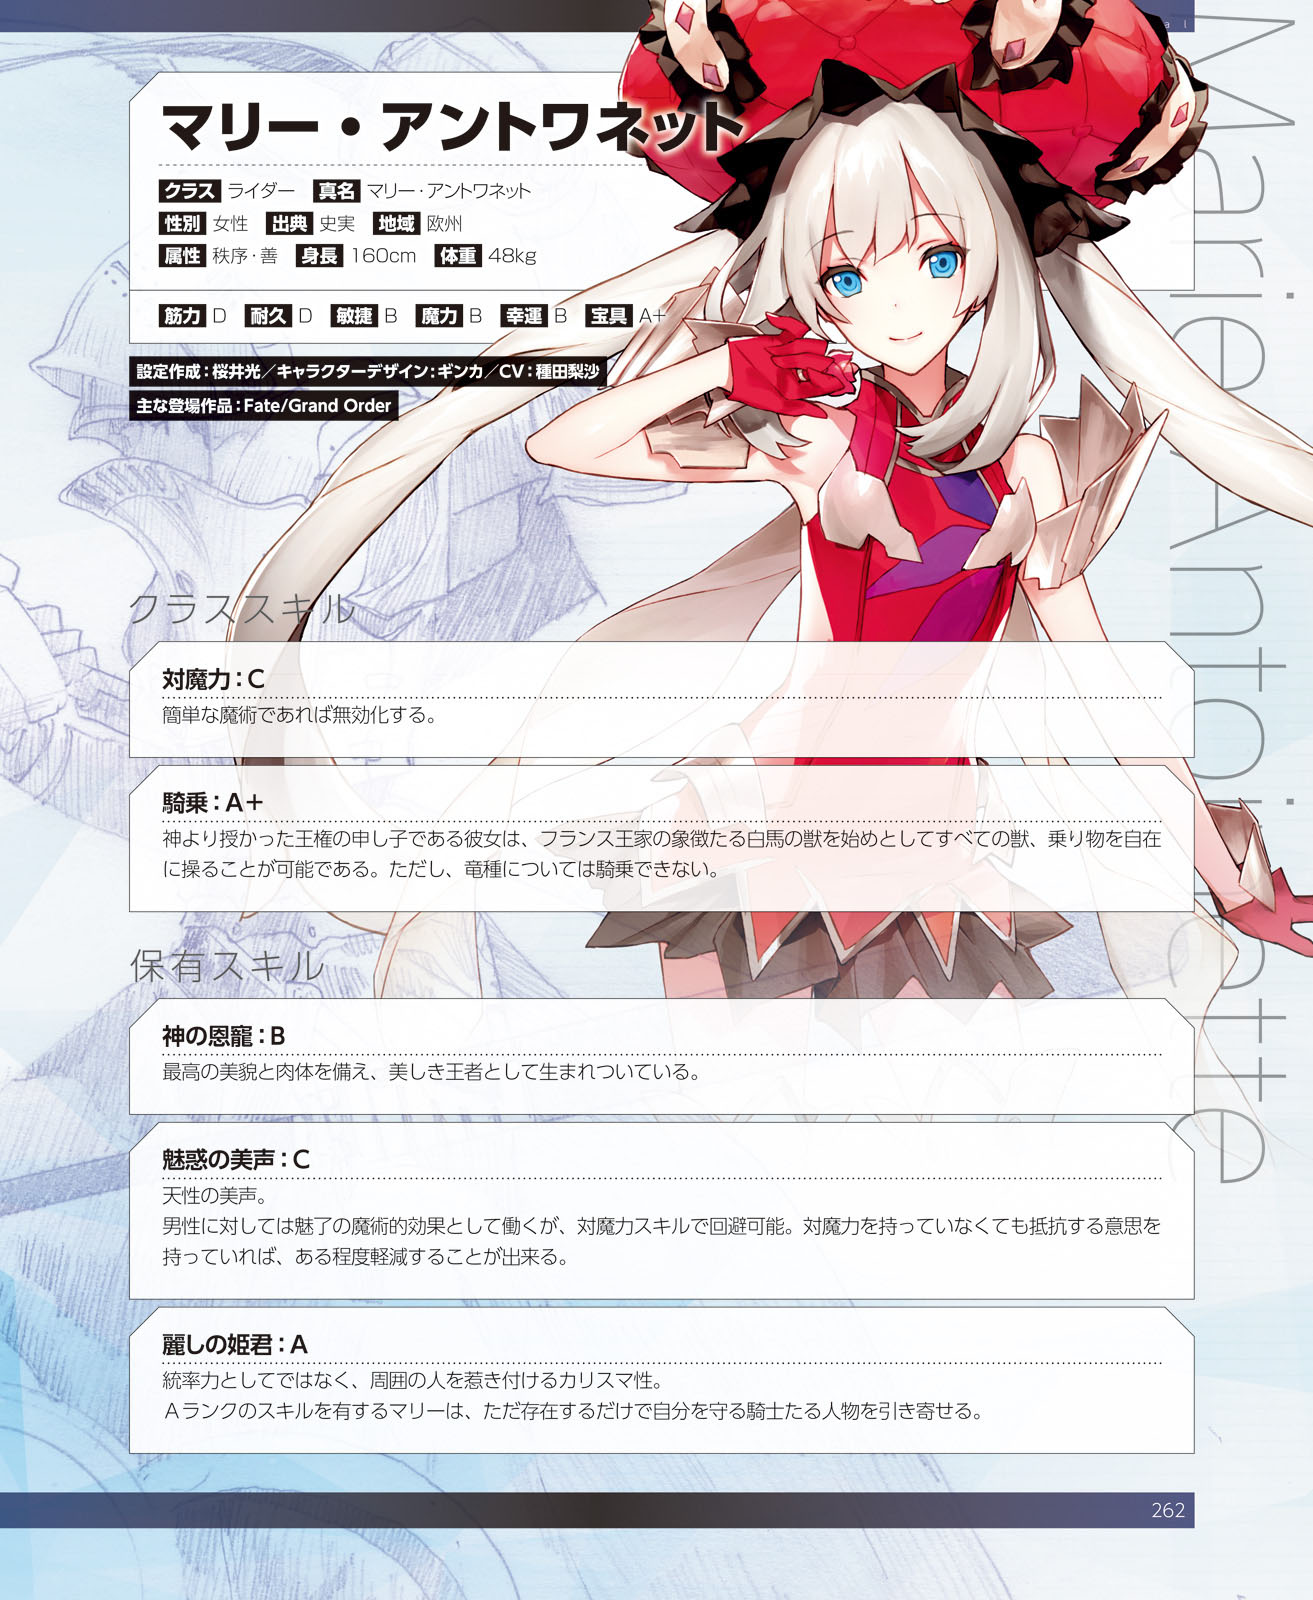 al
マリー・アントワネット
クラス ライダー 真名 マリー・アントワネット
性別 女性 出典 史実 地域 欧州
属性 秩序・善 身長 160cm 体重 48kg
筋力 D 耐久 D 敏捷 B 魔力 B 幸運 B 宝具 A+
設定作成：桜井光／キャラクターデザイン：ギンカ／CV：種田梨沙
主な登場作品：Fate/Grand Order
Marie Antoinette
クラススキル
対魔力：C
簡単な魔術であれば無効化する。
騎乗：A＋
神より授かった王権の申し子である彼女は、フランス王家の象徴たる白馬の獣を始めとしてすべての獣、乗り物を自在
に操ることが可能である。ただし、竜種については騎乗できない。
保有スキル
神の恩寵：B
最高の美貌と肉体を備え、美しき王者として生まれついている。
魅惑の美声：C
天性の美声。
男性に対しては魅了の魔術的効果として働くが、対魔力スキルで回避可能。対魔力を持っていなくても抵抗する意思を
持っていれば、ある程度軽減することが出来る。
麗しの姫君：A
統率力としてではなく、周囲の人を惹き付けるカリスマ性。
Ａランクのスキルを有するマリーは、ただ存在するだけで自分を守る騎士たる人物を引き寄せる。
262